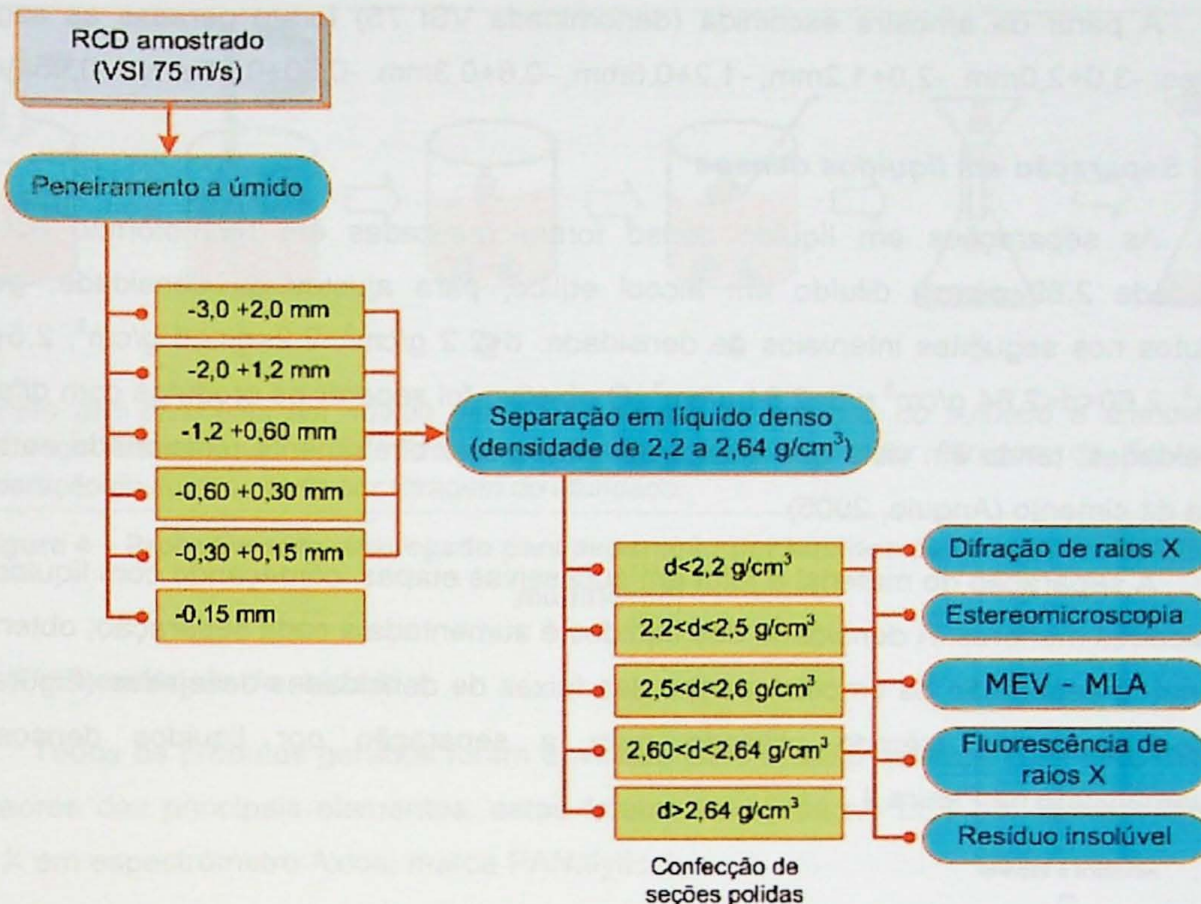 RCD amostrado
(VSI 75 m/s)
Peneiramento a úmido
-3,0 +2,0 mm
-2,0 +1,2 mm
-1,2 +0,60 mm
-0,60 +0,30 mm
-0,30 +0,15 mm
-0,15 mm
Separação em líquido denso
(densidade de 2,2 a 2,64 g/cm³)
d<2,2 g/cm³
2,2<d<2,5 g/cm³
2,5<d<2,6 g/cm³
2,60<d<2,64 g/cm³
d>2,64 g/cm³
Confecção de
seções polidas
Difração de raios X
Estereomicroscopia
MEV – MLA
Fluorescência de
raios X
Resíduo insolúvel